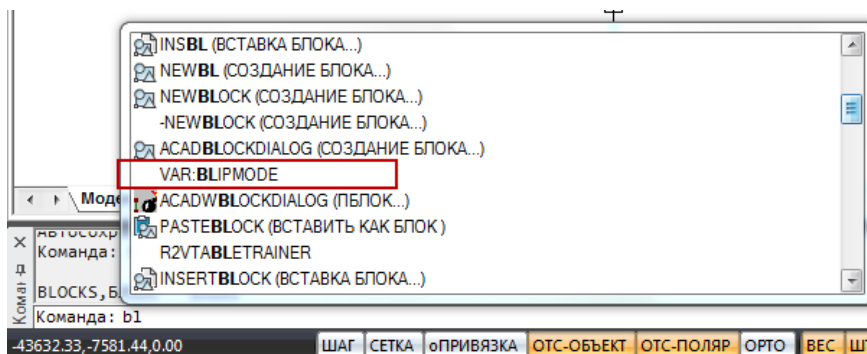 INSBL (ВСТАВКА БЛОКА...)
NEWBL (СОЗДАНИЕ БЛОКА...)
NEWBLOCK (СОЗДАНИЕ БЛОКА...)
-NEWBLOCK (СОЗДАНИЕ БЛОКА...)
ACADBLOCKDIALOG (СОЗДАНИЕ БЛОКА...)
VAR:BLIPMODE
ACADWBLOCKDIALOG (ПБЛОК...)
PASTEBLOCK (ВСТАВИТЬ КАК БЛОК )
R2VTABLETRAINER
INSERTBLOCK (ВСТАВКА БЛОКА...)
Моде
Команда:
BLOCKS,Б
Команда: bl
-43632.33,-7581.44,0.00 ШАГ СЕТКА оПРИВЯЗКА ОТС-ОБЪЕКТ ОТС-ПОЛЯР ОРТО ВЕС Ш